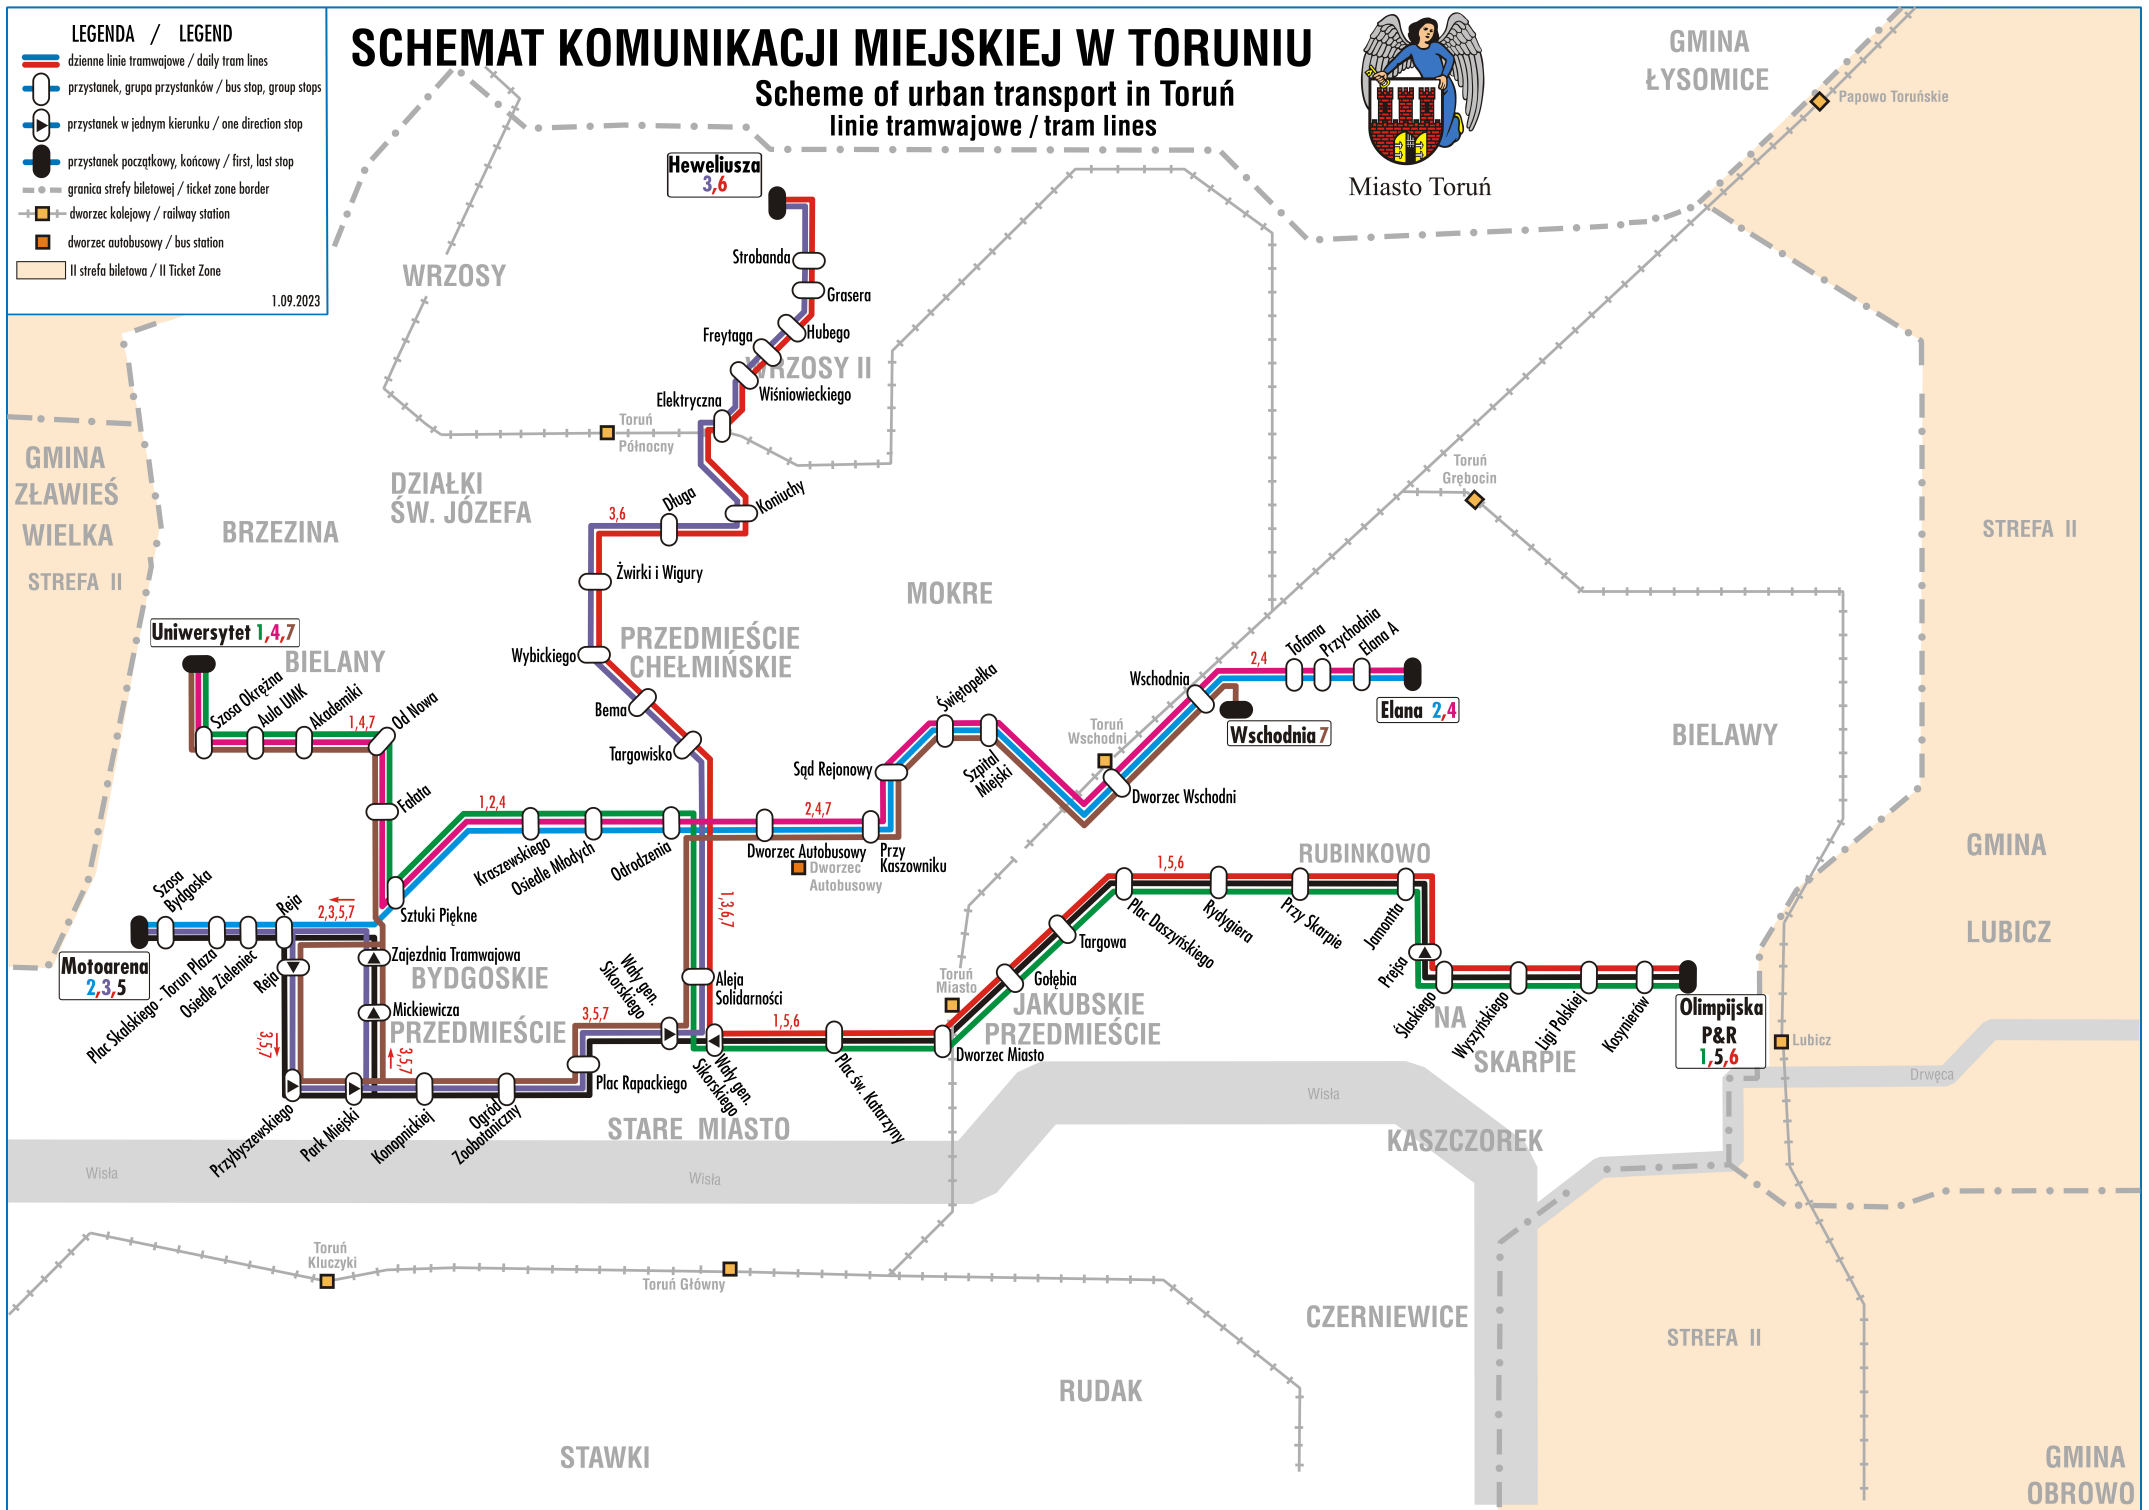 LEGENDA / LEGEND
dzienne linie tramwajowe / daily tram lines
przystanek, grupa przystanków / bus stop, group stops
przystanek w jednym kierunku / one direction stop
przystanek początkowy, końcowy / first, last stop
granica strefy biletowej / ticket zone border
dworzec kolejowy / railway station
dworzec autobusowy / bus station
II strefa biletowa / II Ticket Zone
1.09.2023
SCHEMAT KOMUNIKACJI MIEJSKIEJ W TORUNIU
Scheme of urban transport in Toruń
linie tramwajowe / tram lines
Miasto Toruń
GMINA
ŁYSOMICE
Papowo Toruńskie
Heweliusza
3,6
Strobanda
Grasera
Hubego
Freytaga
WRZOSY II
Wiśniowieckiego
Elektryczna
WRZOSY
Toruń
Północny
GMINA
ZŁAWIEŚ
WIELKA
STREFA II
DZIAŁKI
ŚW. JÓZEFA
BRZEZINA
3,6
Długa
Koniuchy
Toruń
Grębocin
STREFA II
Żwirki i Wigury
MOKRE
PRZEDMIEŚCIE
CHEŁMIŃSKIE
Wybickiego
Bema
Targowisko
Uniwersytet 1,4,7
BIELANY
Szosa Okrężna
Aula UMK
Akademiki
1,4,7
Od Nowa
Fałata
Świętopełka
Szpital
Miejski
Sąd Rejonowy
Toruń
Wschodni
Wschodnia
2,4
Tofama
Przychodnia
Elana A
Elana 2,4
Wschodnia 7
Dworzec Wschodni
BIELAWY
1,2,4
Kraszewskiego
Osiedle Młodych
Odrodzenia
2,4,7
Dworzec Autobusowy
Dworzec
Autobusowy
Przy
Kaszowniku
RUBINKOWO
GMINA
LUBICZ
Szosa
Bydgoska
Reja
2,3,5,7
Sztuki Piękne
Motoarena
2,3,5
Plac Skalskiego - Torun Plaza
Osiedle Zieleniec
Reja
Zajezdnia Tramwajowa
BYDGOSKIE
PRZEDMIEŚCIE
Mickiewicza
3,5,7
3,5,7
1,3,6,7
Aleja
Solidarności
Wały gen.
Sikorskiego
3,5,7
Plac Rapackiego
Wały gen.
Sikorskiego
1,5,6
Plac św. Katarzyny
Toruń
Miasto
Dworzec Miasto
JAKUBSKIE
PRZEDMIEŚCIE
Gołębia
Targowa
1,5,6
Plac Daszyńskiego
Rydygiera
Przy Skarpie
Jamontta
Prejsa
Śląskiego
Wyszyńskiego
Ligi Polskiej
Kosynierów
NA
SKARPIE
Olimpijska
P&R
1,5,6
Lubicz
Drwęca
Przybyszewskiego
Park Miejski
Konopnickiej
Ogród
Zoobotaniczny
STARE MIASTO
Wisła
Wisła
Wisła
KASZCZOREK
Toruń
Kluczyki
Toruń Główny
CZERNIEWICE
STREFA II
RUDAK
STAWKI
GMINA
OBROWO